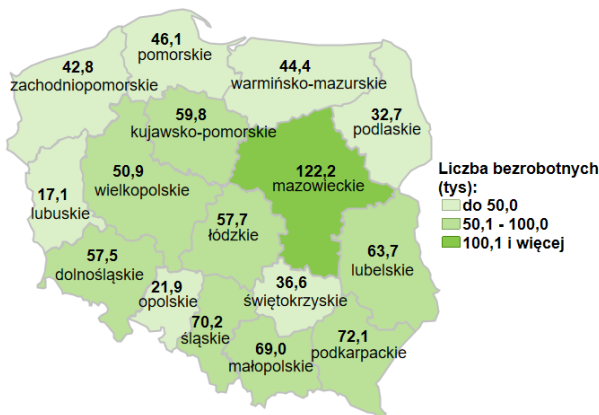 46,1
pomorskie
42,8
zachodniopomorskie
44,4
warmińsko-mazurskie
32,7
podlaskie
59,8
kujawsko-pomorskie
122,2
mazowieckie
50,9
wielkopolskie
17,1
lubuskie
57,7
łódzkie
63,7
lubelskie
57,5
dolnośląskie
21,9
opolskie
36,6
świętokrzyskie
70,2
śląskie
69,0
małopolskie
72,1
podkarpackie
Liczba bezrobotnych
(tys):
do 50,0
50,1 - 100,0
100,1 i więcej